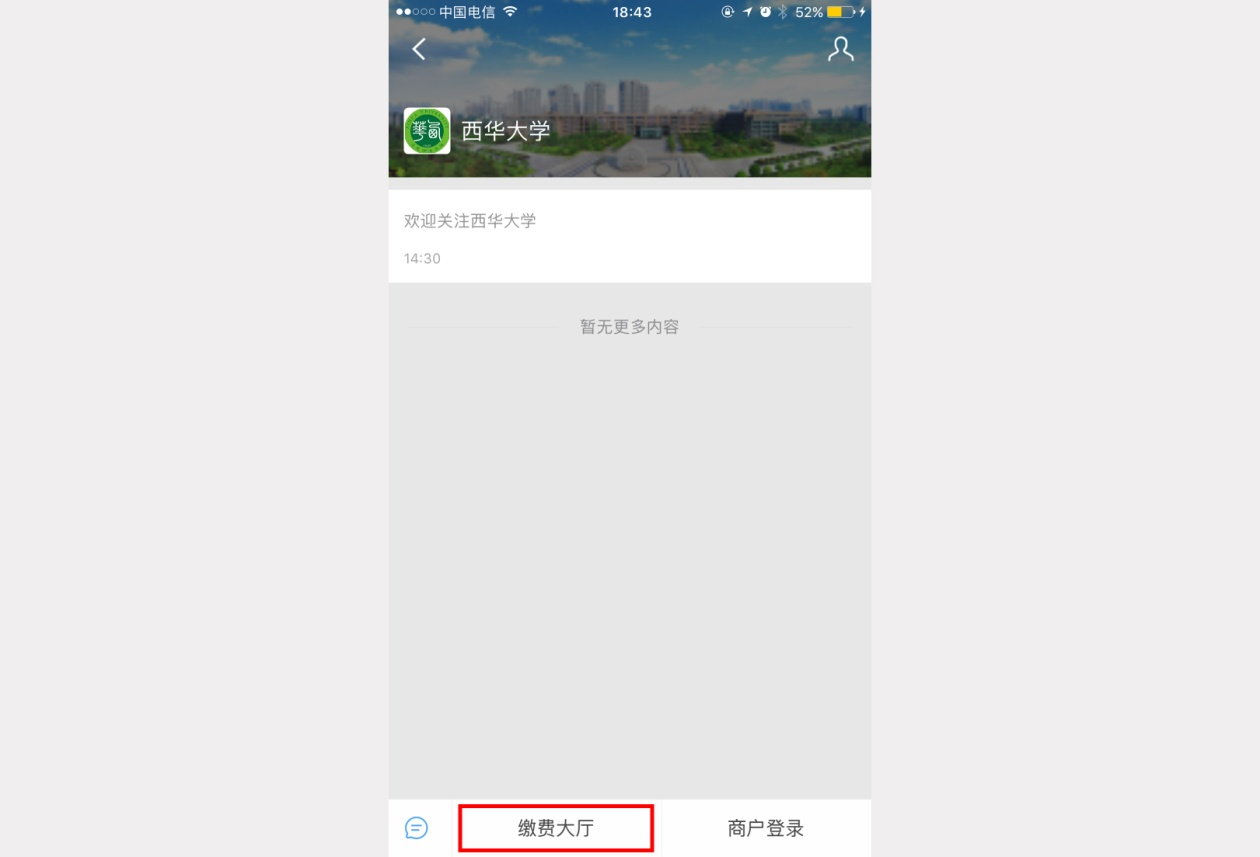 中国电信 18:43 52%
西华大学
欢迎关注西华大学
14:30
暂无更多内容
缴费大厅 商户登录